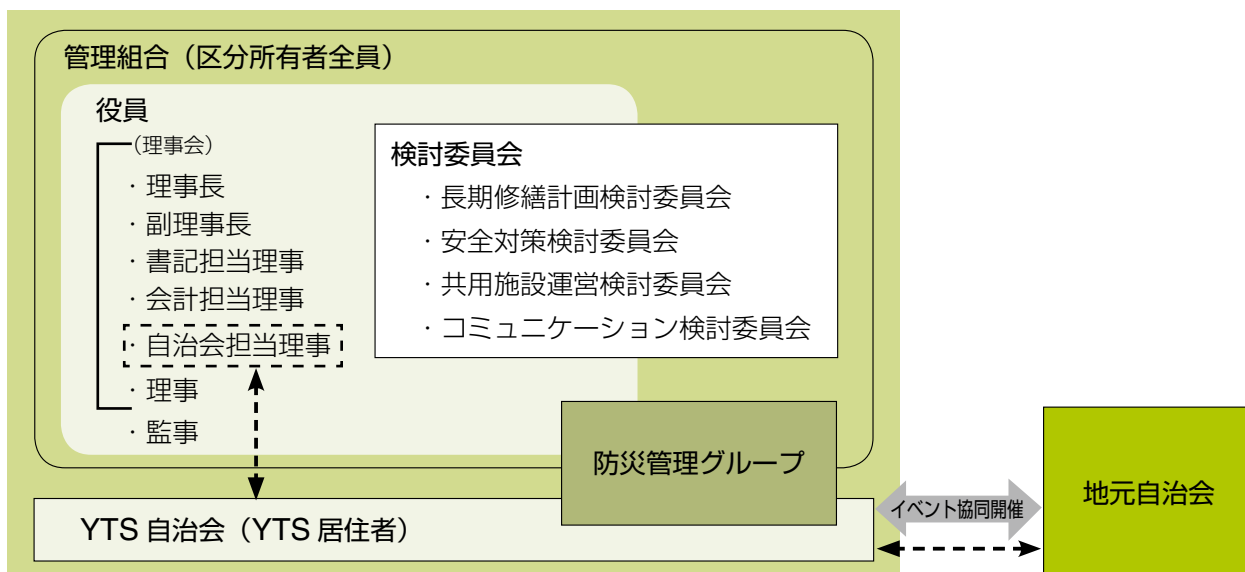 管理組合（区分所有者全員）
役員
（理事会）
・理事長
・副理事長
・書記担当理事
・会計担当理事
・自治会担当理事
・理事
・監事
検討委員会
・長期修繕計画検討委員会
・安全対策検討委員会
・共用施設運営検討委員会
・コミュニケーション検討委員会
防災管理グループ
YTS 自治会（YTS 居住者）
イベント協同開催
地元自治会